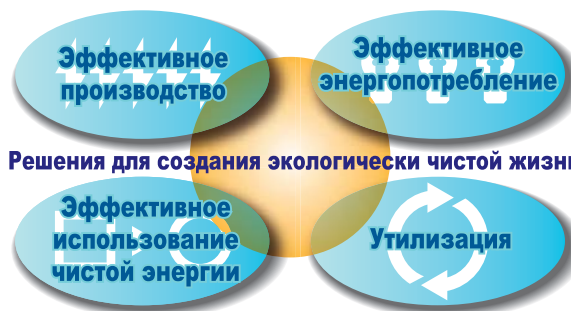 Эффективное
производство
Эффективное
энергопотребление
Решения для создания экологически чистой жизни
Эффективное
использование
чистой энергии
Утилизация